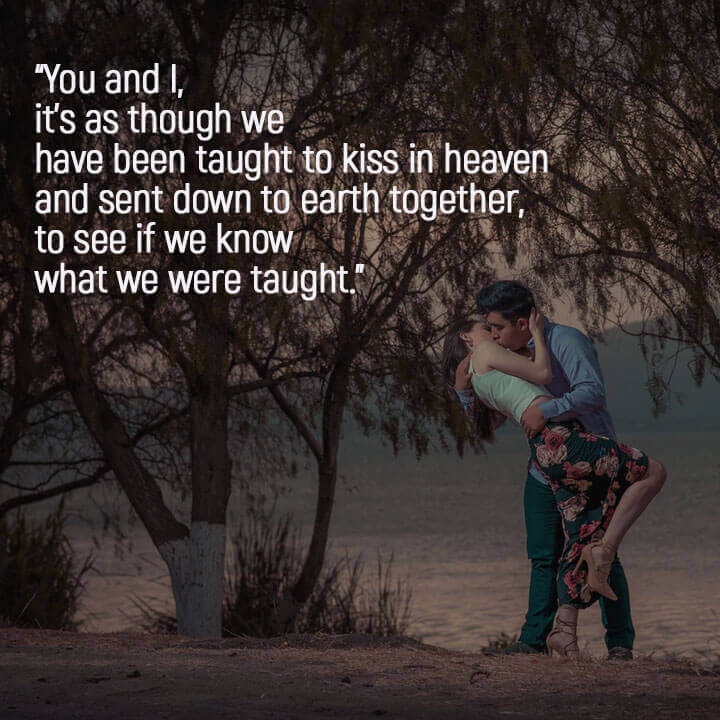 “You and I,
it's as though we
have been taught to kiss in heaven
and sent down to earth together,
to see if we know
what we were taught.”